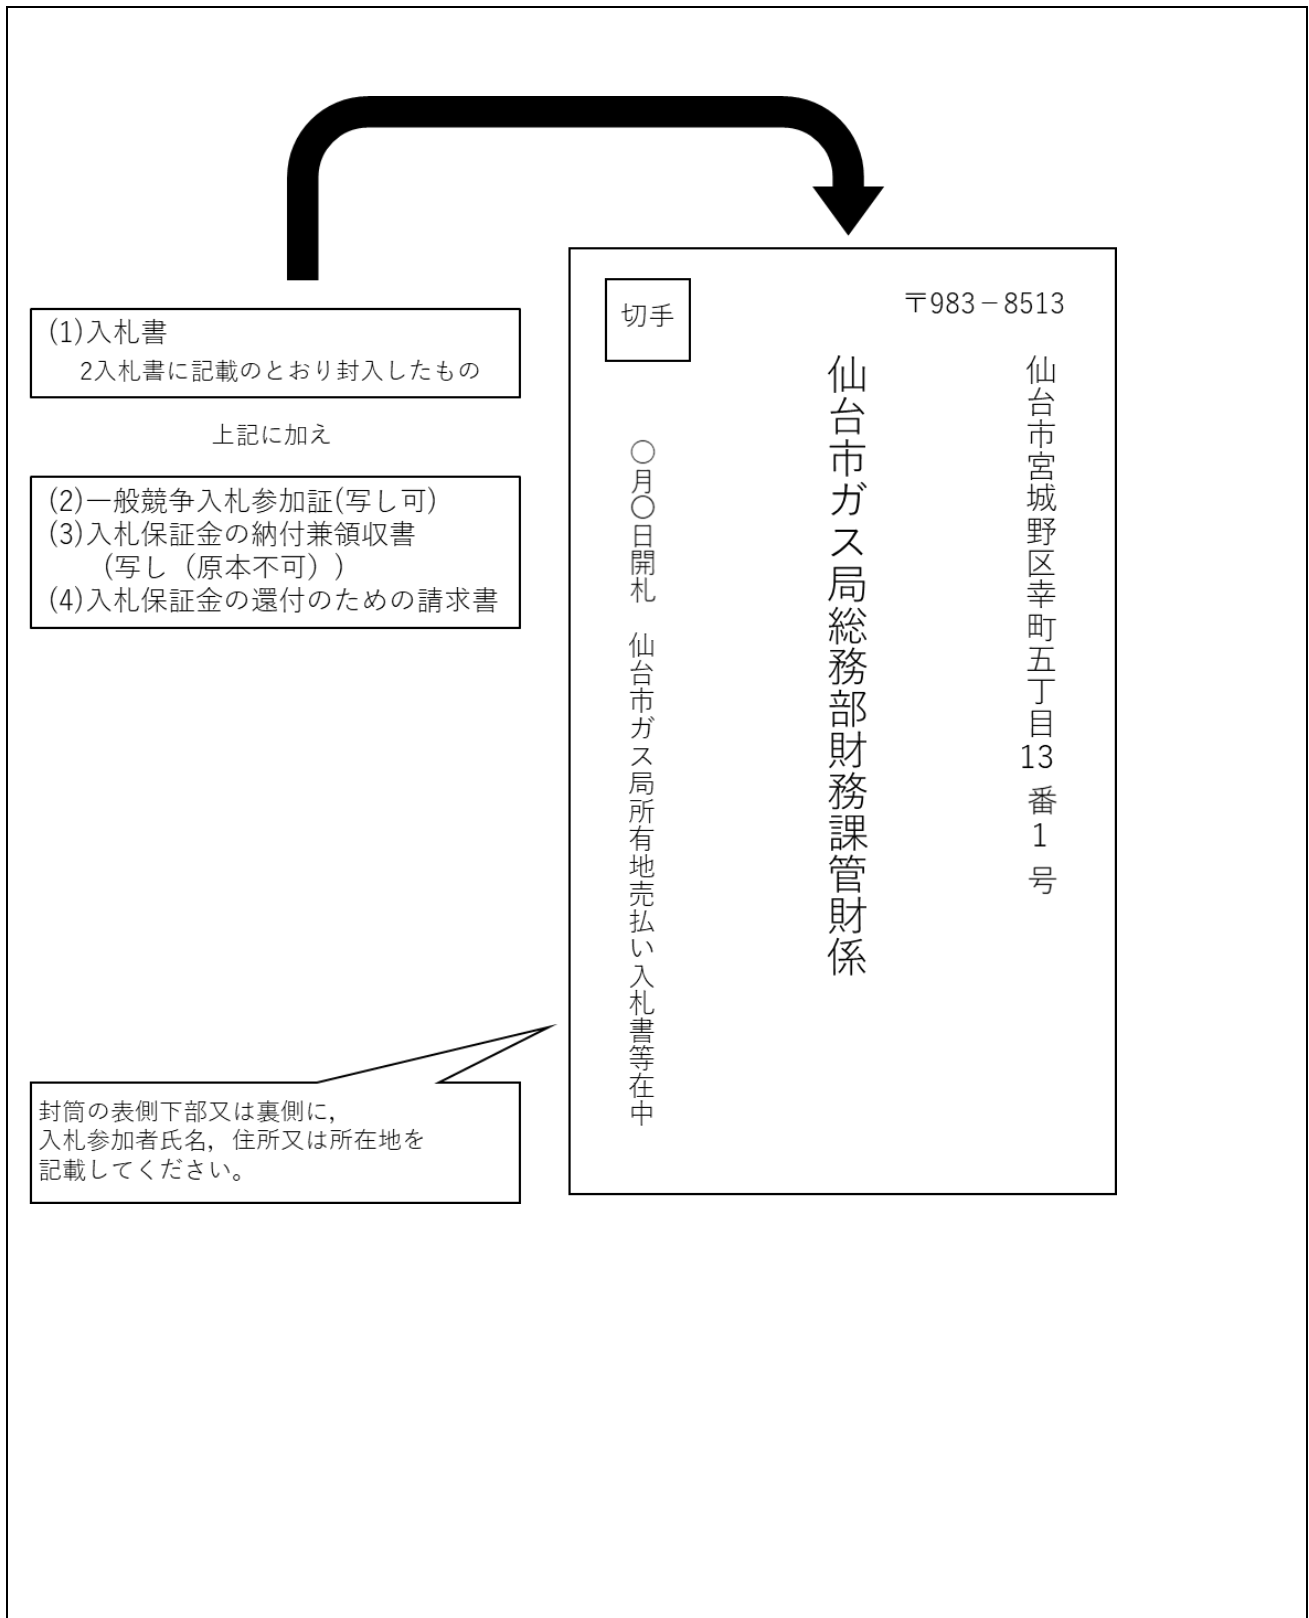 (1)入札書
2入札書に記載のとおり封入したもの
上記に加え
(2)一般競争入札参加証(写し可)
(3)入札保証金の納付兼領収書
(写し（原本不可）)
(4)入札保証金の還付のための請求書
切手
〒983－8513
仙台市宮城野区幸町五丁目13番1号
仙台市ガス局総務部財務課管財係
〇月〇日開札　仙台市ガス局所有地売払い入札書等在中
封筒の表側下部又は裏側に,
入札参加者氏名，住所又は所在地を
記載してください。